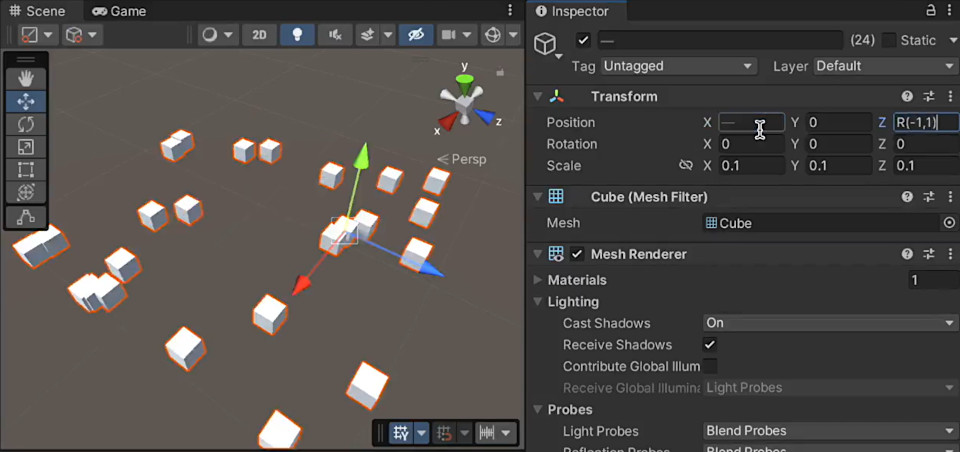 Scene Game Inspector
2D
— (24) Static
Tag Untagged Layer Default
Transform
Position X — Y 0 Z R(-1,1)
Rotation X 0 Y 0 Z 0
Scale X 0.1 Y 0.1 Z 0.1
Cube (Mesh Filter)
Mesh Cube
Mesh Renderer
Materials 1
Lighting
Cast Shadows On
Receive Shadows
Contribute Global Illum
Receive Global Illumina Light Probes
Probes
Light Probes Blend Probes
Reflection Probes Blend Probes
y
x
z
Persp